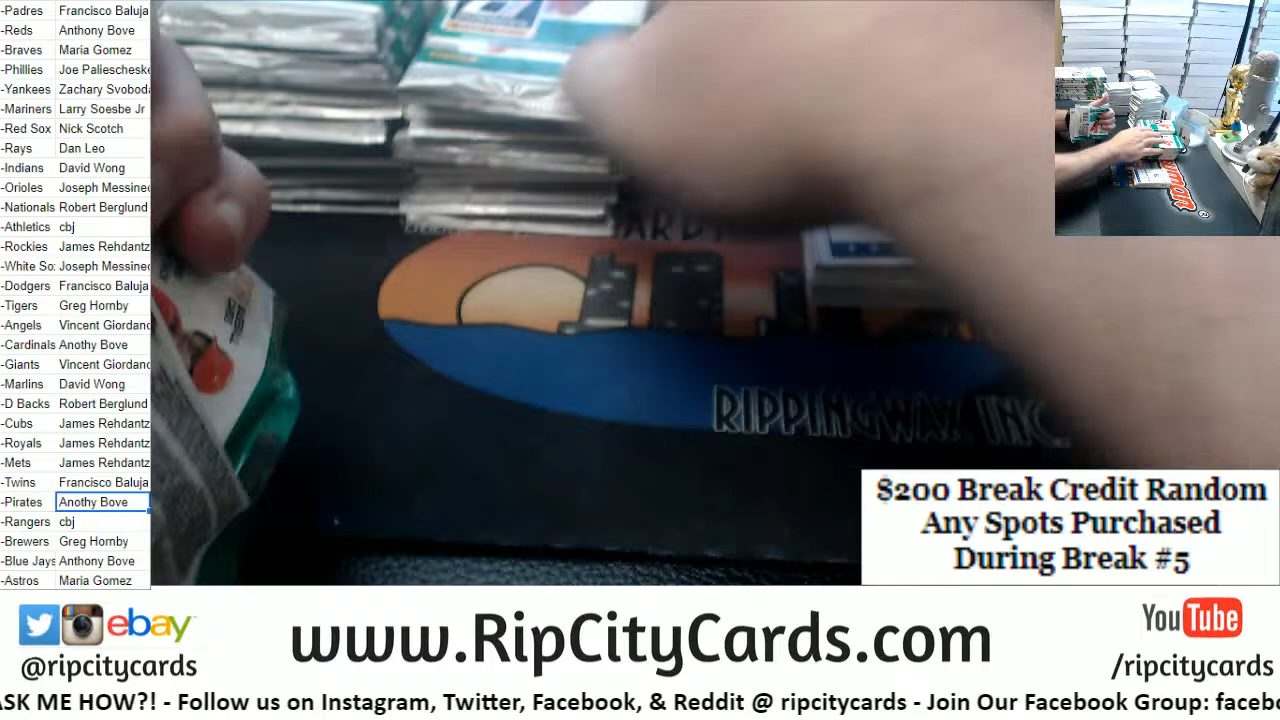 -Padres Francisco Baluja
-Reds Anthony Bove
-Braves Maria Gomez
-Phillies Joe Paliescheske
-Yankees Zachary Svoboda
-Mariners Larry Soesbe Jr
-Red Sox Nick Scotch
-Rays Dan Leo
-Indians David Wong
-Orioles Joseph Messineo
-Nationals Robert Berglund
-Athletics cbj
-Rockies James Rehdantz
-White Sox Joseph Messineo
-Dodgers Francisco Baluja
-Tigers Greg Hornby
-Angels Vincent Giordano
-Cardinals Anothy Bove
-Giants Vincent Giordano
-Marlins David Wong
-D Backs Robert Berglund
-Cubs James Rehdantz
-Royals James Rehdantz
-Mets James Rehdantz
-Twins Francisco Baluja
-Pirates Anothy Bove
-Rangers cbj
-Brewers Greg Hornby
-Blue Jays Anthony Bove
-Astros Maria Gomez
RIPPINGWAX INC.
$200 Break Credit Random
Any Spots Purchased
During Break #5
ebay
@ripcitycards
www.RipCityCards.com
YouTube
/ripcitycards
ASK ME HOW?! - Follow us on Instagram, Twitter, Facebook, & Reddit @ ripcitycards - Join Our Facebook Group: facebo